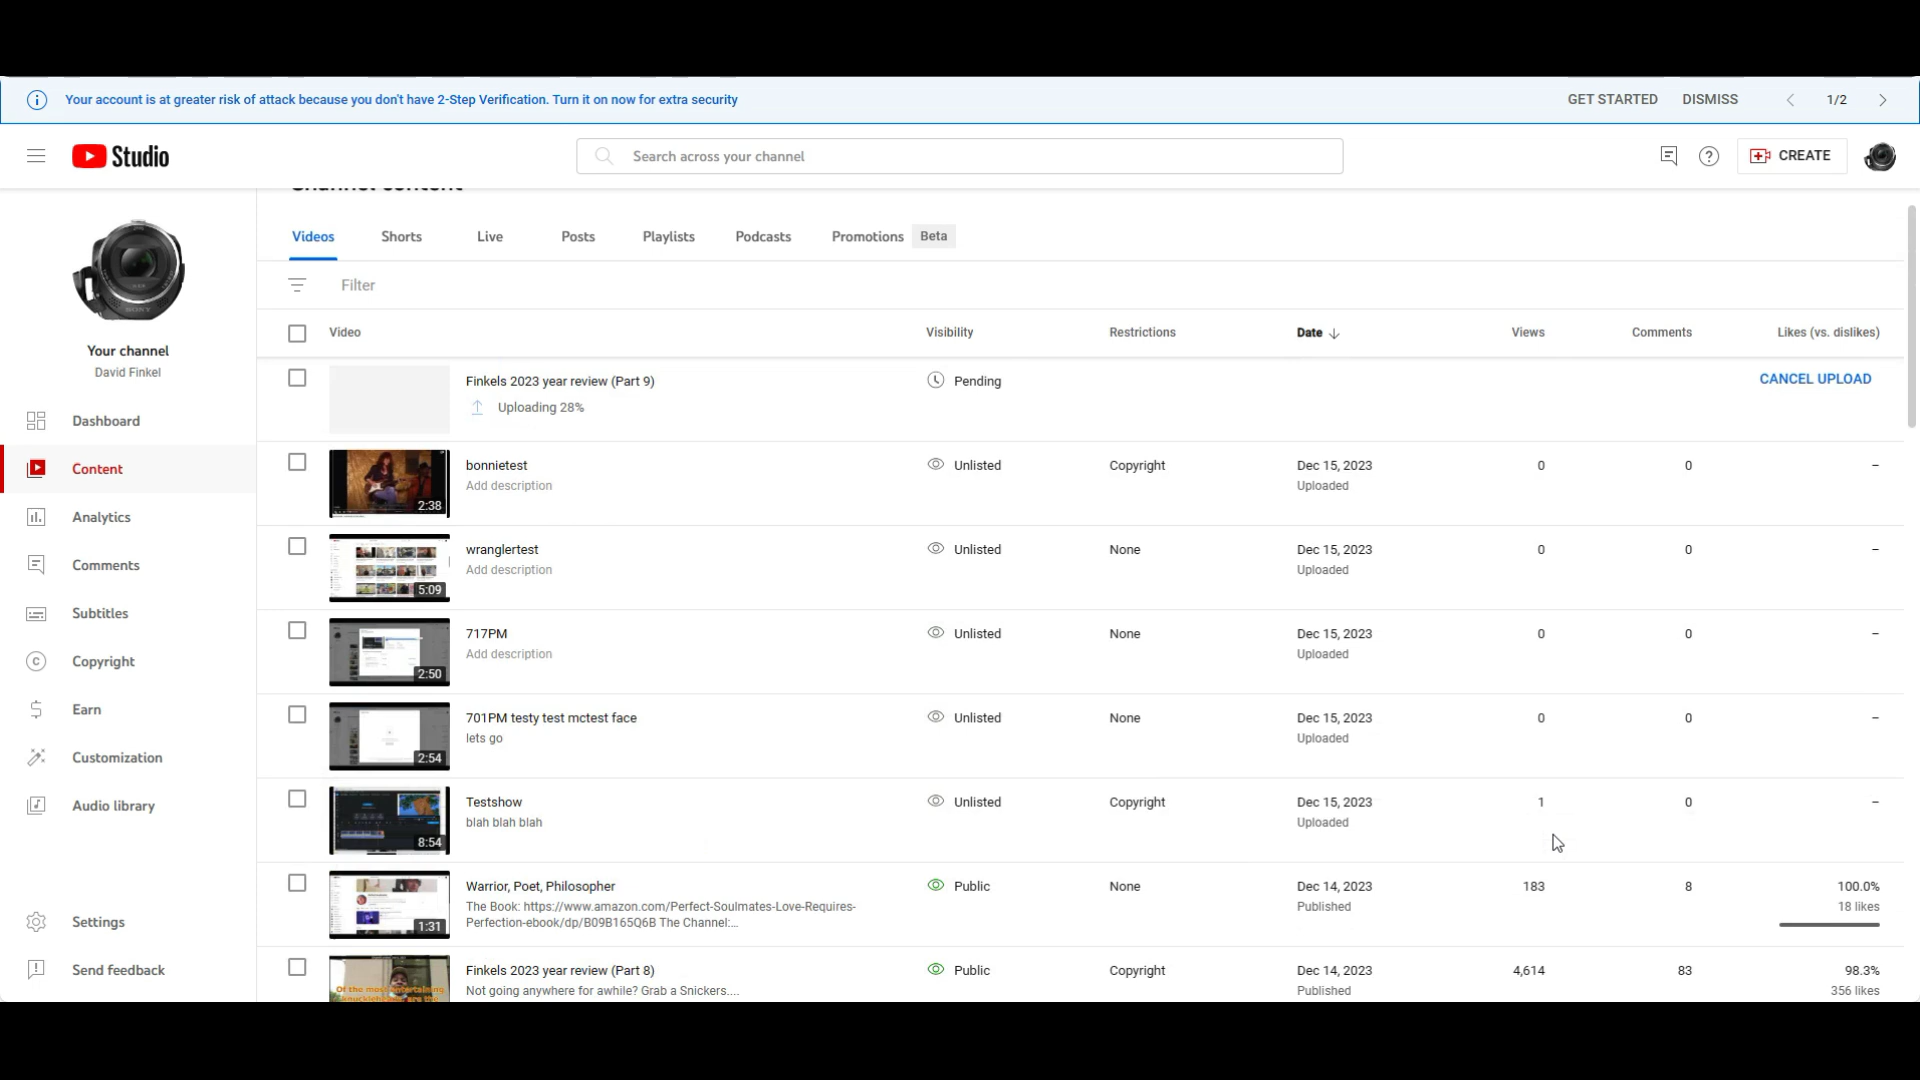 Your account is at greater risk of attack because you don't have 2-Step Verification. Turn it on now for extra security
GET STARTED
DISMISS
1/2
Studio
Search across your channel
CREATE
Channel content
Videos
Shorts
Live
Posts
Playlists
Podcasts
Promotions
Beta
Filter
Your channel
David Finkel
Dashboard
Content
Analytics
Comments
Subtitles
Copyright
Earn
Customization
Audio library
Settings
Send feedback
Video
Visibility
Restrictions
Date
Views
Comments
Likes (vs. dislikes)
Finkels 2023 year review (Part 9)
Uploading 28%
Pending
CANCEL UPLOAD
2:38
bonnietest
Add description
Unlisted
Copyright
Dec 15, 2023
Uploaded
0
0
–
5:09
wranglertest
Add description
Unlisted
None
Dec 15, 2023
Uploaded
0
0
–
2:50
717PM
Add description
Unlisted
None
Dec 15, 2023
Uploaded
0
0
–
2:54
701PM testy test mctest face
lets go
Unlisted
None
Dec 15, 2023
Uploaded
0
0
–
8:54
Testshow
blah blah blah
Unlisted
Copyright
Dec 15, 2023
Uploaded
1
0
–
1:31
Warrior, Poet, Philosopher
The Book: https://www.amazon.com/Perfect-Soulmates-Love-Requires-
Perfection-ebook/dp/B09B165Q6B The Channel:...
Public
None
Dec 14, 2023
Published
183
8
100.0%
18 likes
Of the most entertaining
Finkels 2023 year review (Part 8)
Not going anywhere for awhile? Grab a Snickers....
Public
Copyright
Dec 14, 2023
Published
4,614
83
98.3%
356 likes